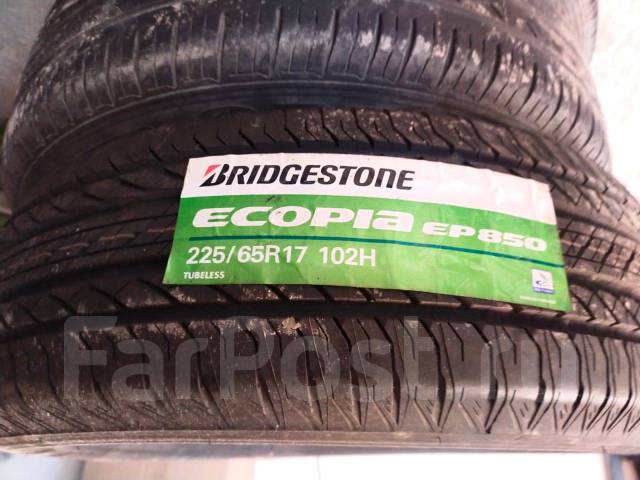 BRIDGESTONE
ECOPIA EP850
225/65R17 102H
TUBELESS
FarPost.ru